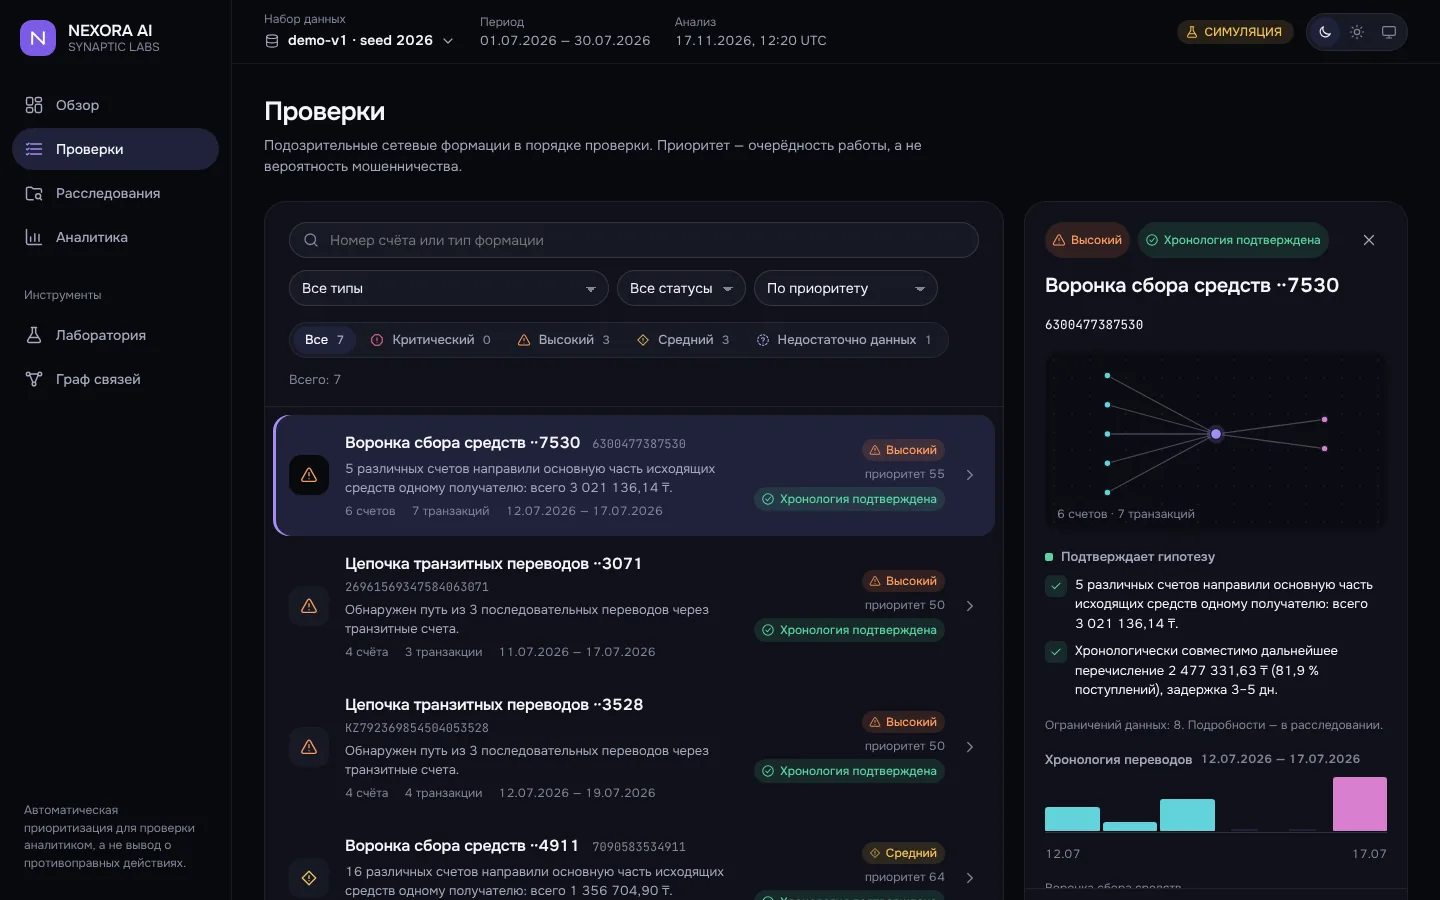 NEXORA AI
SYNAPTIC LABS
Обзор
Проверки
Расследования
Аналитика
Инструменты
Лаборатория
Граф связей
Автоматическая
приоритизация для проверки
аналитиком, а не вывод о
противоправных действиях.
Набор данных
demo-v1 · seed 2026
Период
01.07.2026 — 30.07.2026
Анализ
17.11.2026, 12:20 UTC
СИМУЛЯЦИЯ
Проверки
Подозрительные сетевые формации в порядке проверки. Приоритет — очерёдность работы, а не
вероятность мошенничества.
Номер счёта или тип формации
Все типы
Все статусы
По приоритету
Все 7
Критический 0
Высокий 3
Средний 3
Недостаточно данных 1
Всего: 7
Воронка сбора средств ··7530 6300477387530
5 различных счетов направили основную часть исходящих
средств одному получателю: всего 3 021 136,14 ₸.
6 счетов 7 транзакций 12.07.2026 — 17.07.2026
Высокий
приоритет 55
Хронология подтверждена
Цепочка транзитных переводов ··3071
26961569347584063071
Обнаружен путь из 3 последовательных переводов через
транзитные счета.
4 счёта 3 транзакции 11.07.2026 — 17.07.2026
Высокий
приоритет 50
Хронология подтверждена
Цепочка транзитных переводов ··3528
KZ792369854504053528
Обнаружен путь из 3 последовательных переводов через
транзитные счета.
4 счёта 4 транзакции 12.07.2026 — 19.07.2026
Высокий
приоритет 50
Хронология подтверждена
Воронка сбора средств ··4911 7090583534911
16 различных счетов направили основную часть исходящих
средств одному получателю: всего 1 356 704,90 ₸.
Средний
приоритет 64
Высокий
Хронология подтверждена
Воронка сбора средств ··7530
6300477387530
6 счетов · 7 транзакций
Подтверждает гипотезу
5 различных счетов направили основную часть
исходящих средств одному получателю: всего
3 021 136,14 ₸.
Хронологически совместимо дальнейшее
перечисление 2 477 331,63 ₸ (81,9 %
поступлений), задержка 3–5 дн.
Ограничений данных: 8. Подробности — в расследовании.
Хронология переводов 12.07.2026 — 17.07.2026
12.07
17.07
Воронка сбора средств